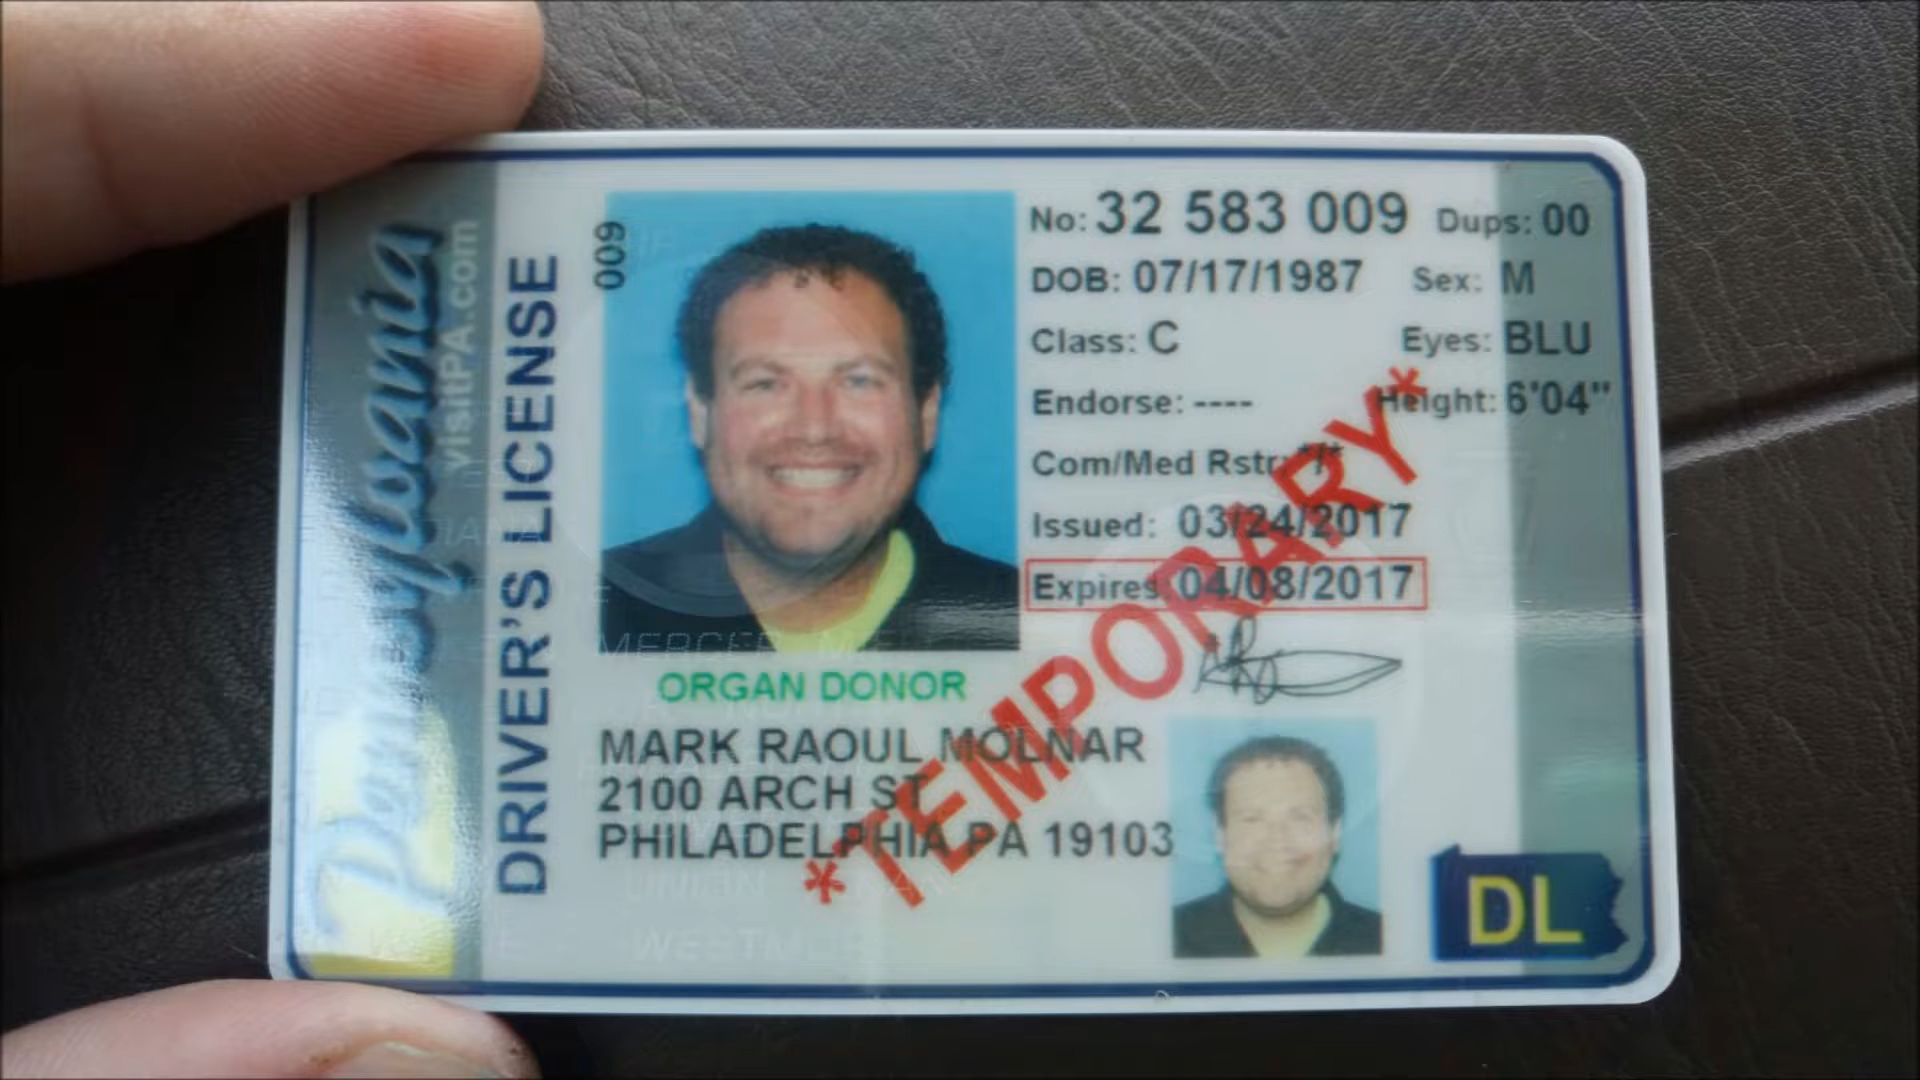 Pennsylvania
visitPA.com
DRIVER'S LICENSE
009
No: 32 583 009 Dups: 00
DOB: 07/17/1987 Sex: M
Class: C Eyes: BLU
Endorse: ---- Height: 6'04"
Com/Med Rstr: */*
Issued: 03/24/2017
Expires: 04/08/2017
*TEMPORARY*
ORGAN DONOR
MARK RAOUL MOLNAR
2100 ARCH ST
PHILADELPHIA PA 19103
DL
MERCER
UNION